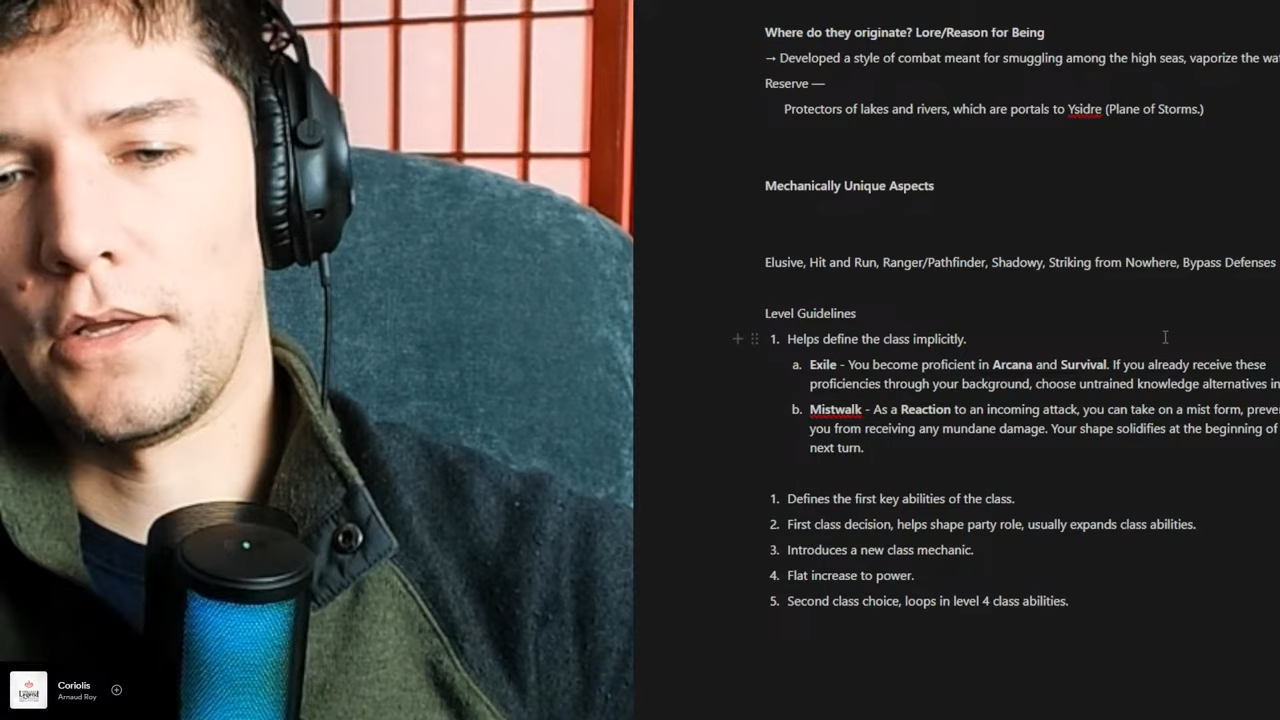 Where do they originate? Lore/Reason for Being
→ Developed a style of combat meant for smuggling among the high seas, vaporize the
Reserve —
Protectors of lakes and rivers, which are portals to Ysidre (Plane of Storms.)
Mechanically Unique Aspects
Elusive, Hit and Run, Ranger/Pathfinder, Shadowy, Striking from Nowhere, Bypass Defenses
Level Guidelines
1. Helps define the class implicitly.
a. Exile - You become proficient in Arcana and Survival. If you already receive these
proficiencies through your background, choose untrained knowledge alternatives
b. Mistwalk - As a Reaction to an incoming attack, you can take on a mist form,
you from receiving any mundane damage. Your shape solidifies at the beginning of
next turn.
1. Defines the first key abilities of the class.
2. First class decision, helps shape party role, usually expands class abilities.
3. Introduces a new class mechanic.
4. Flat increase to power.
5. Second class choice, loops in level 4 class abilities.
Legend
Coriolis
Arnaud Roy